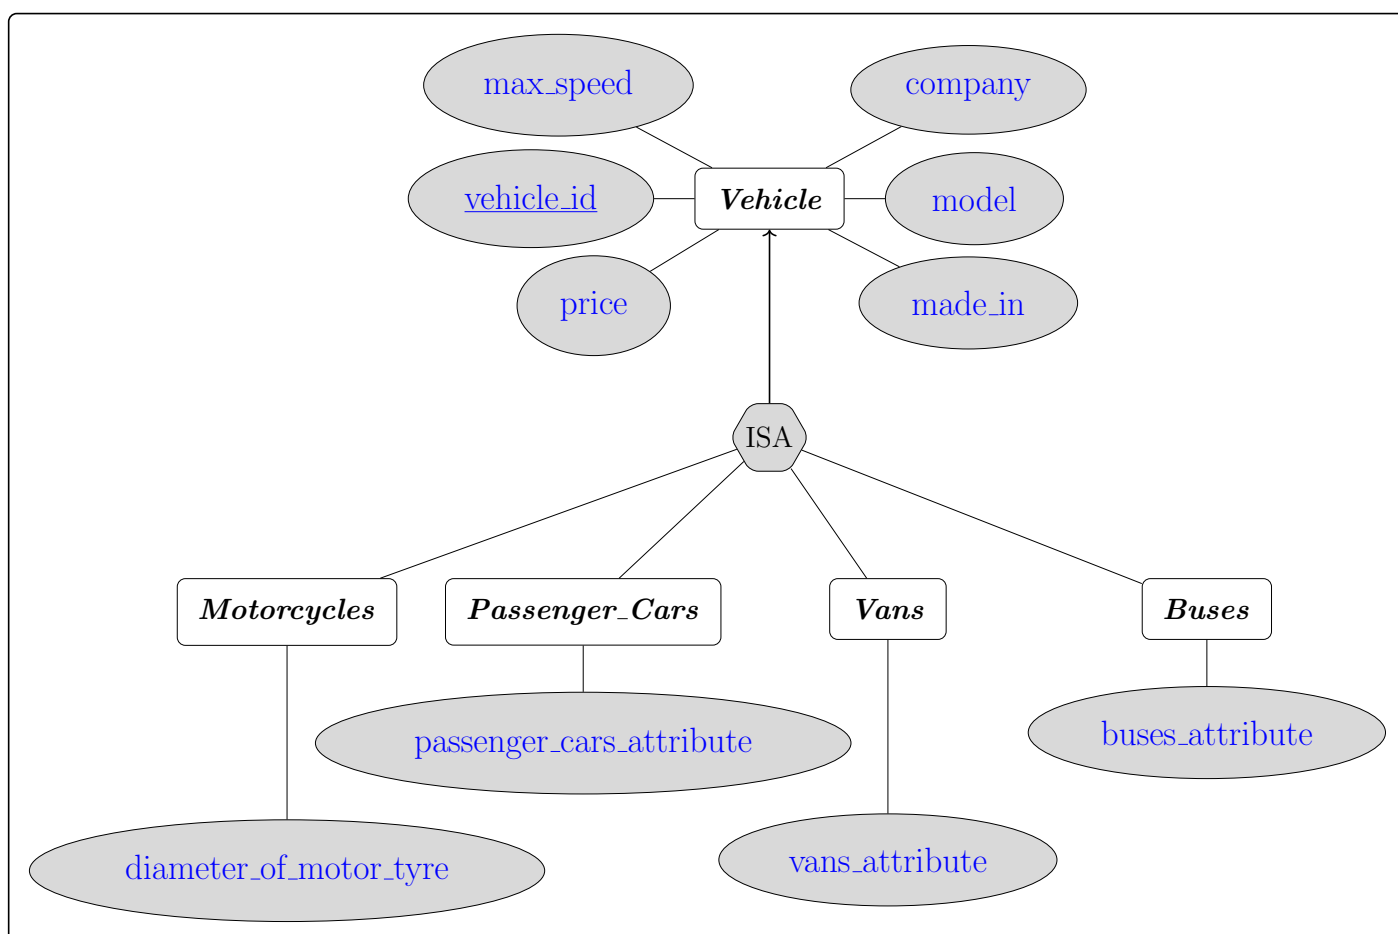 max_speed
company
vehicle_id
Vehicle
model
price
made_in
ISA
Motorcycles
Passenger_Cars
Vans
Buses
passenger_cars_attribute
buses_attribute
diameter_of_motor_tyre
vans_attribute